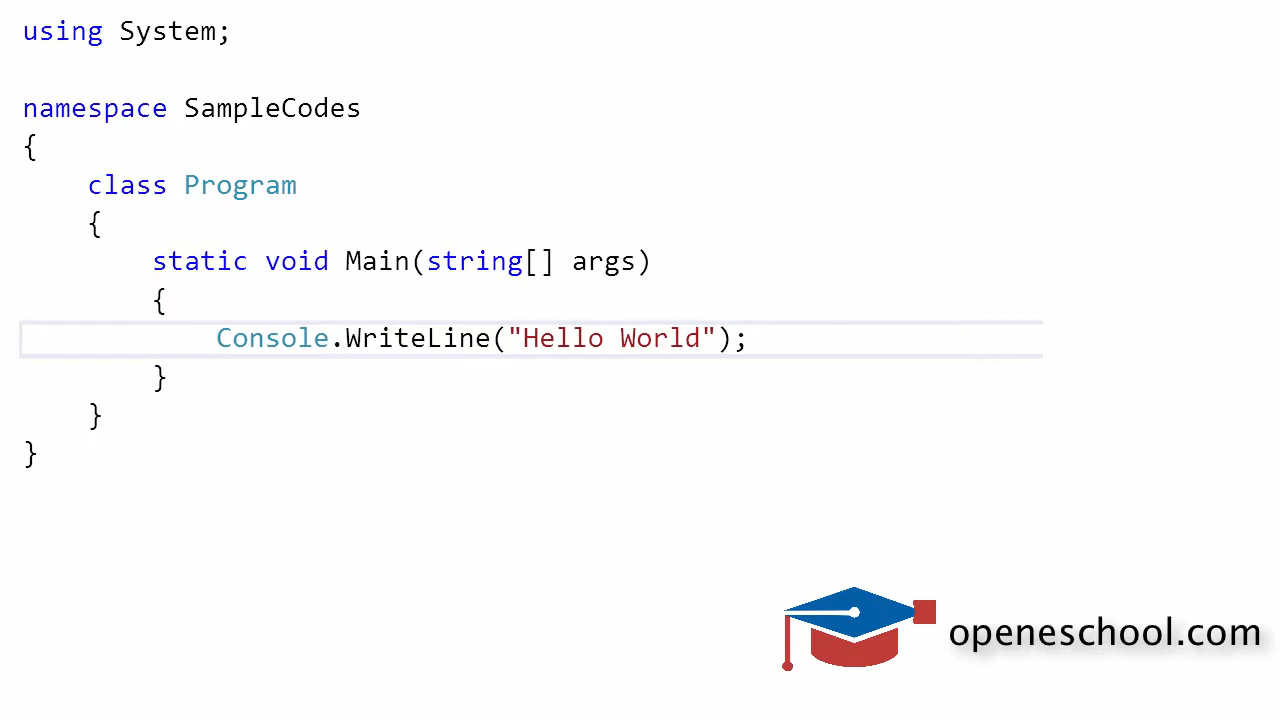 using System;
namespace SampleCodes
{
class Program
{
static void Main(string[] args)
{
Console.WriteLine("Hello World");
}
}
}
openeschool.com